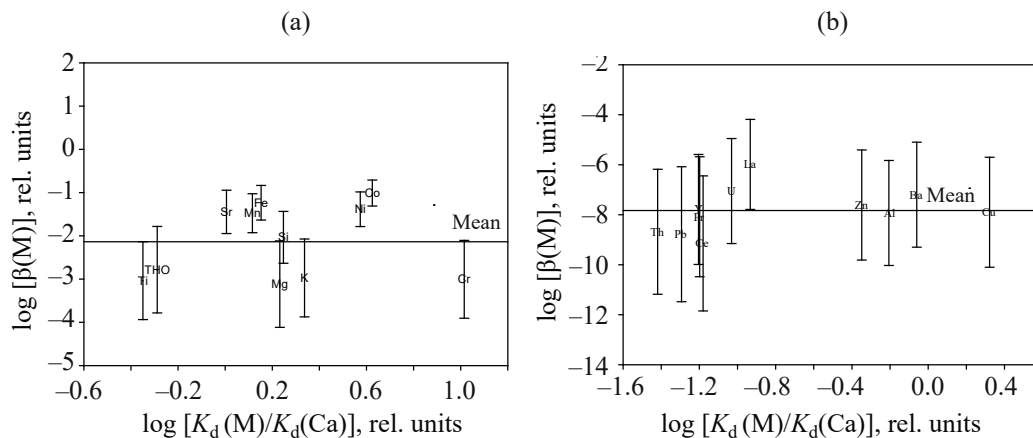 (a)
(b)
2
1
0
–1
–2
–3
–4
–5
log [β(M)], rel. units
Mean
Sr
Mn
Fe
Ni
Co
Si
Ti
THO
Mg
K
Cr
–0.6
–0.2
0.2
0.6
1.0
log [Kd (M)/Kd(Ca)], rel. units
–2
–4
–6
–8
–10
–12
–14
log [β(M)], rel. units
Mean
Th
Pb
Y
Pr
Ce
U
La
Zn
Al
Ba
Cu
–1.6
–1.2
–0.8
–0.4
0.0
0.4
log [Kd (M)/Kd(Ca)], rel. units